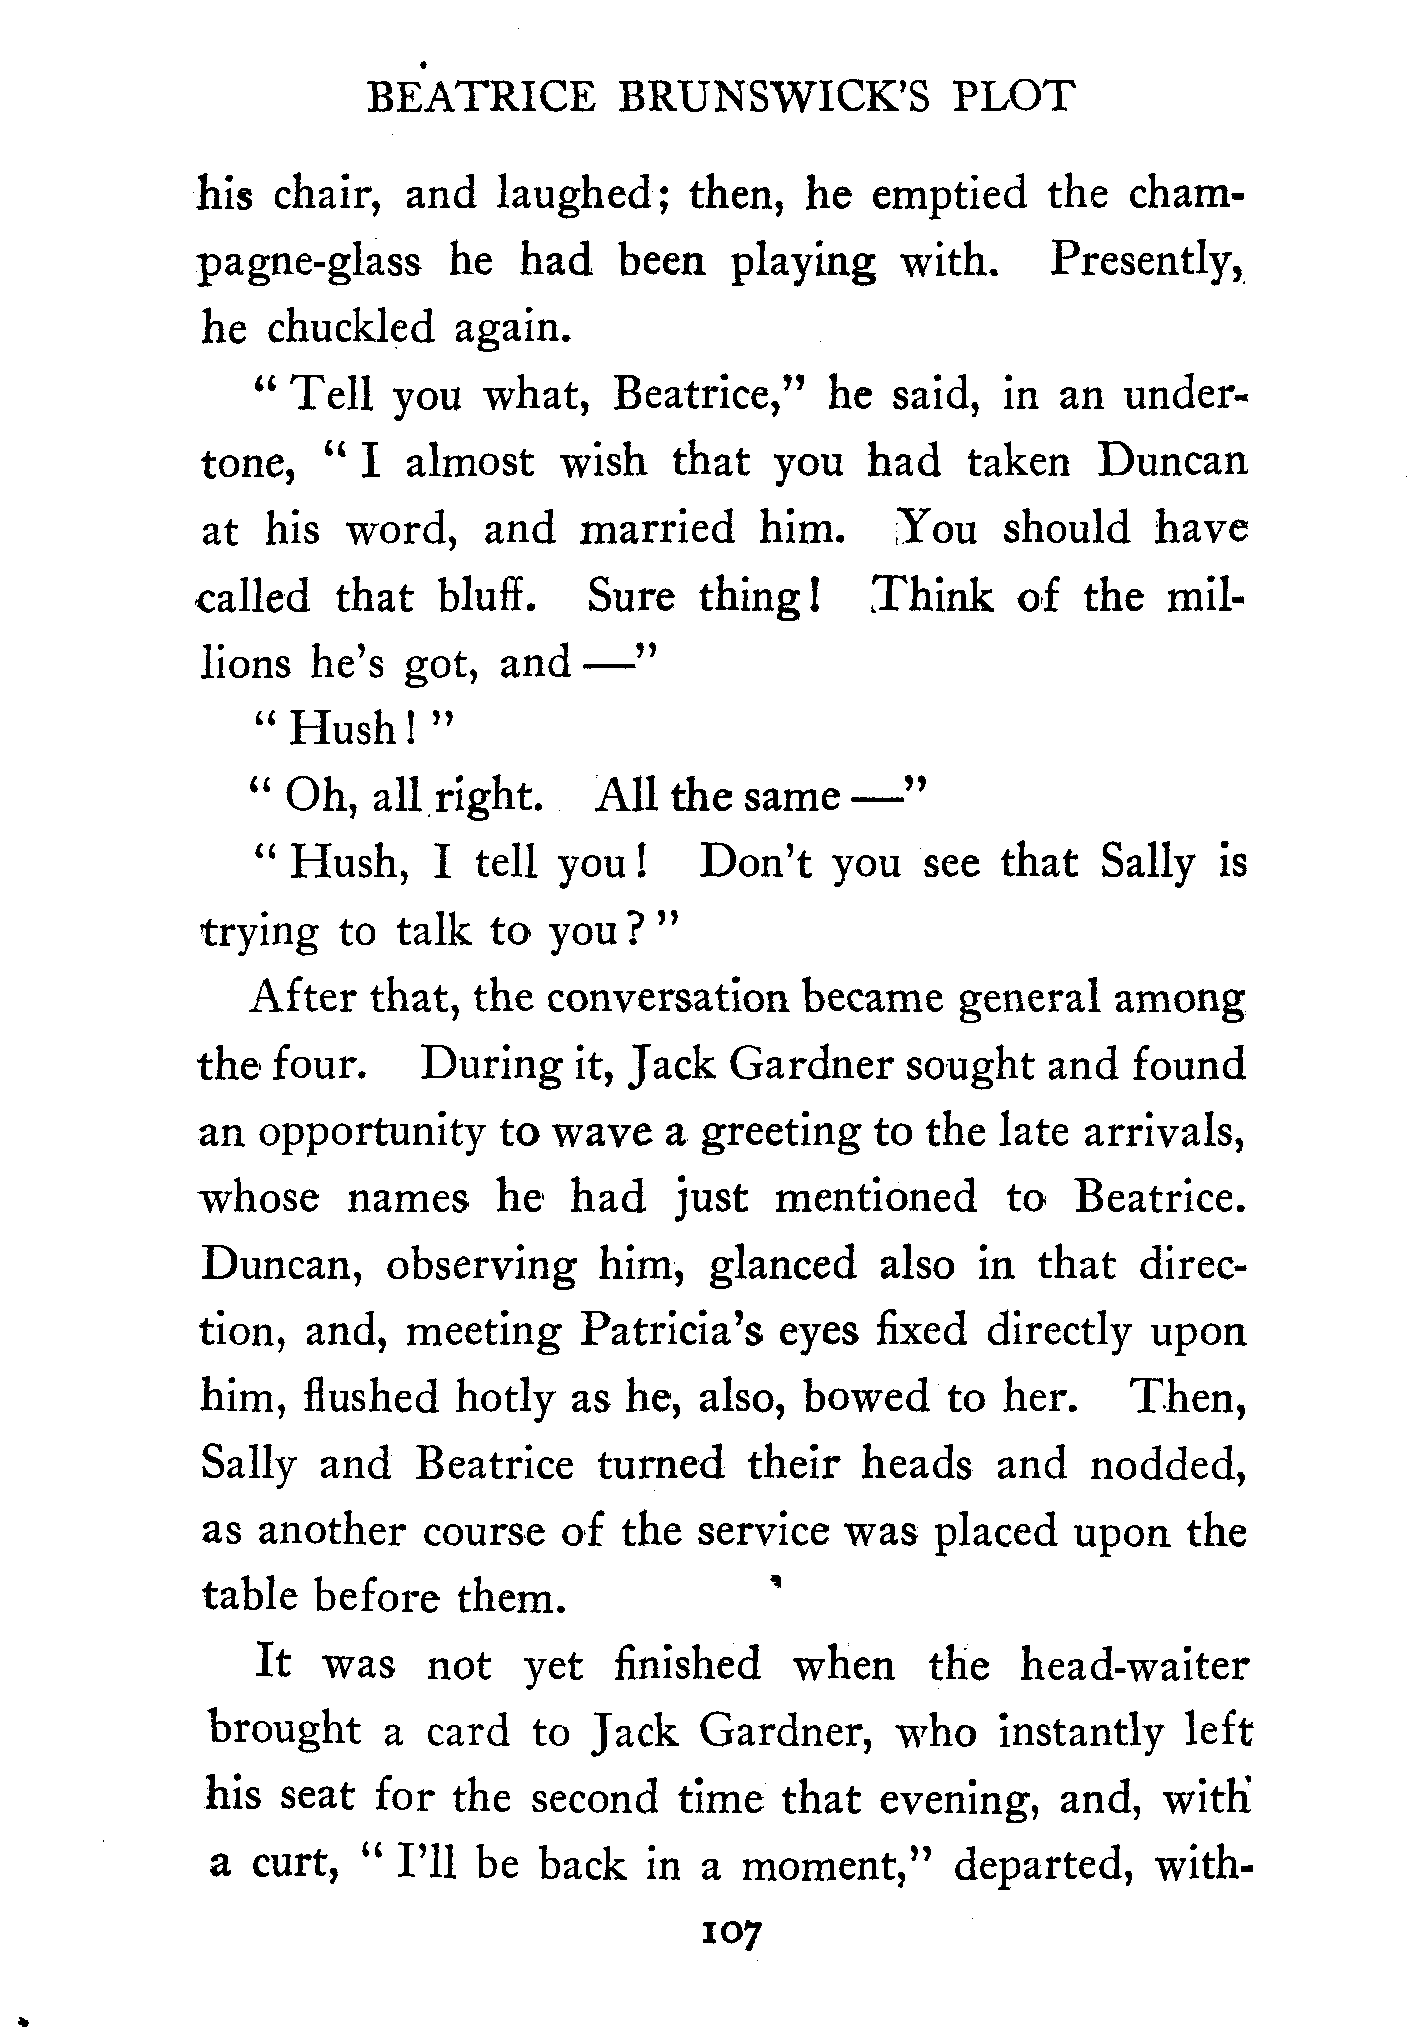 BEATRICE BRUNSWICK'S PLOT
his chair, and laughed; then, he emptied the cham-
pagne-glass he had been playing with. Presently,
he chuckled again.
" Tell you what, Beatrice," he said, in an under-
tone, " I almost wish that you had taken Duncan
at his word, and married him. You should have
called that bluff. Sure thing! Think of the mil-
lions he's got, and —"
" Hush! "
" Oh, all right. All the same —"
" Hush, I tell you! Don't you see that Sally is
trying to talk to you? "
After that, the conversation became general among
the four. During it, Jack Gardner sought and found
an opportunity to wave a greeting to the late arrivals,
whose names he had just mentioned to Beatrice.
Duncan, observing him, glanced also in that direc-
tion, and, meeting Patricia's eyes fixed directly upon
him, flushed hotly as he, also, bowed to her. Then,
Sally and Beatrice turned their heads and nodded,
as another course of the service was placed upon the
table before them.
It was not yet finished when the head-waiter
brought a card to Jack Gardner, who instantly left
his seat for the second time that evening, and, with
a curt, " I'll be back in a moment," departed, with-
107